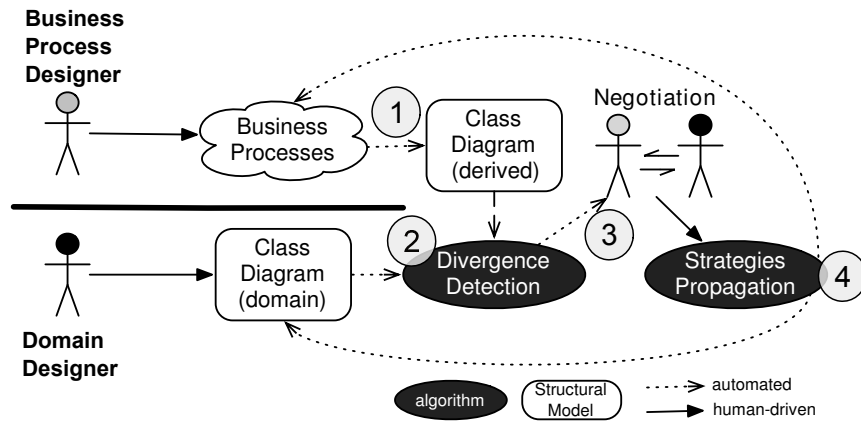 Business
Process
Designer
Business
Processes
1
Class
Diagram
(derived)
Negotiation
2
Divergence
Detection
3
Strategies
Propagation
4
Class
Diagram
(domain)
Domain
Designer
algorithm
Structural
Model
automated
human-driven